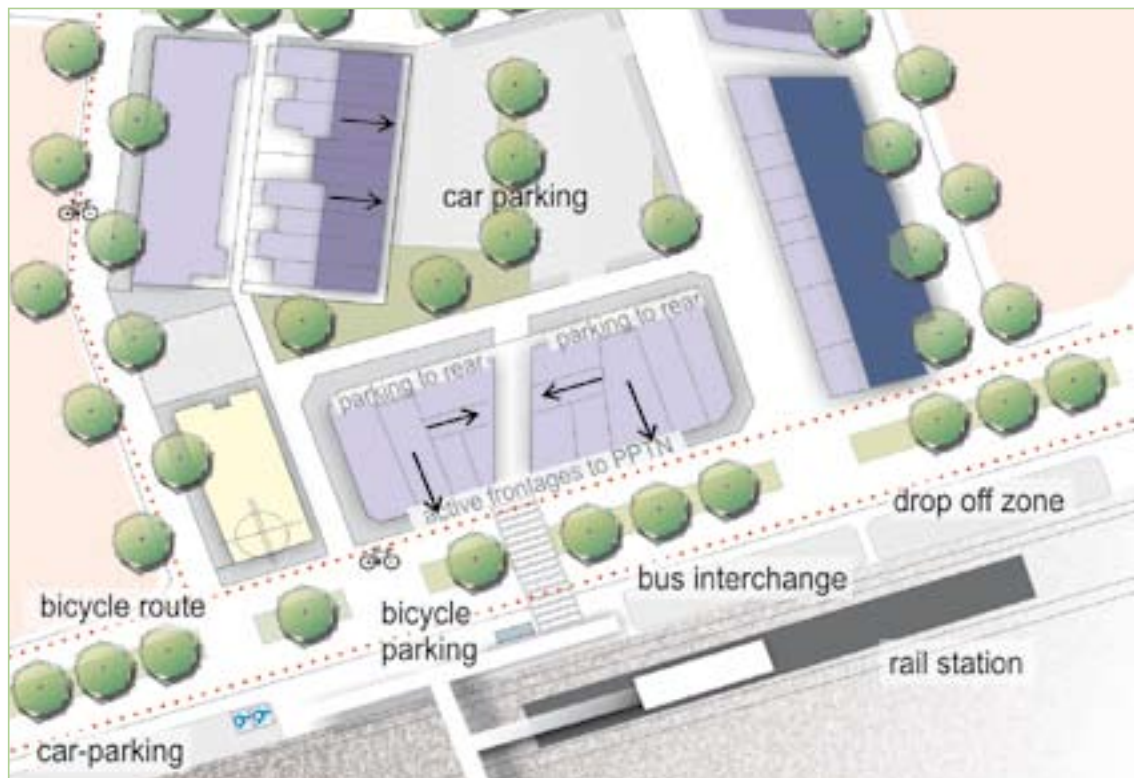 car parking
parking to rear
parking to rear
active frontages to PPTN
drop off zone
bus interchange
bicycle route
bicycle
parking
rail station
car-parking